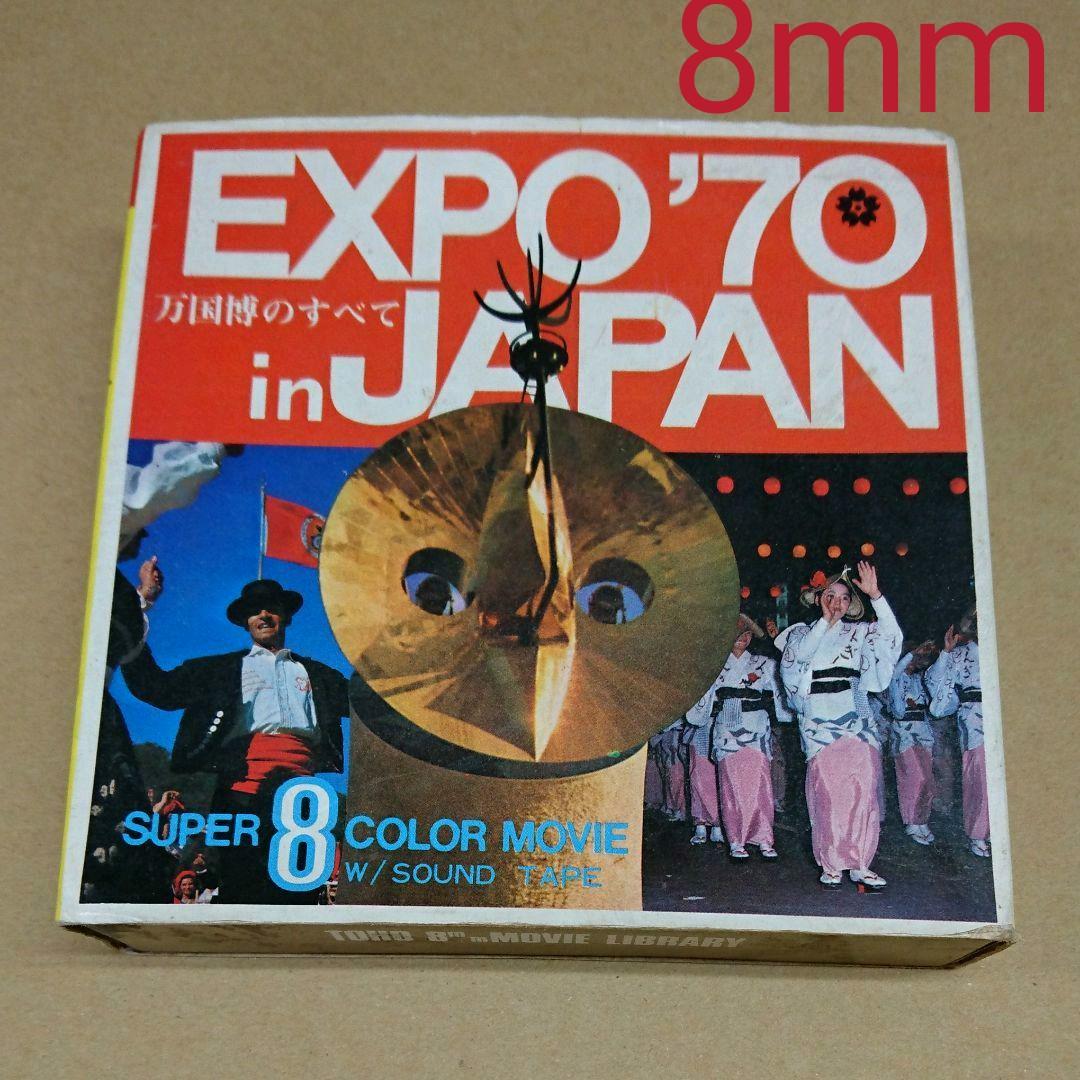 8mm
EXPO '70
万国博のすべて
in JAPAN
SUPER 8 COLOR MOVIE
W/SOUND TAPE
TOHO 8mm MOVIE LIBRARY